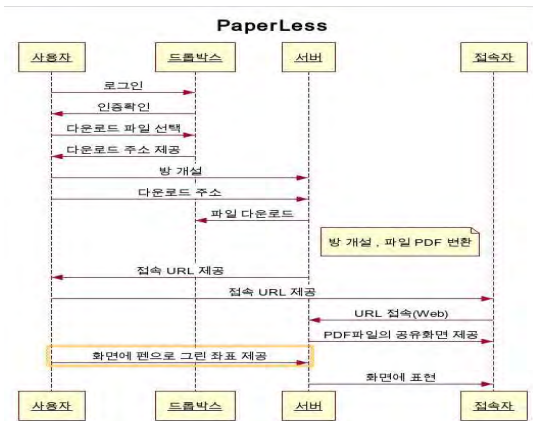 PaperLess
사용자
드롭박스
서버
접속자
로그인
인증확인
다운로드 파일 선택
다운로드 주소 제공
방 개설
다운로드 주소
파일 다운로드
방 개설 , 파일 PDF 변환
접속 URL 제공
접속 URL 제공
URL 접속(Web)
PDF파일의 공유화면 제공
화면에 펜으로 그린 좌표 제공
화면에 표현
사용자
드롭박스
서버
접속자